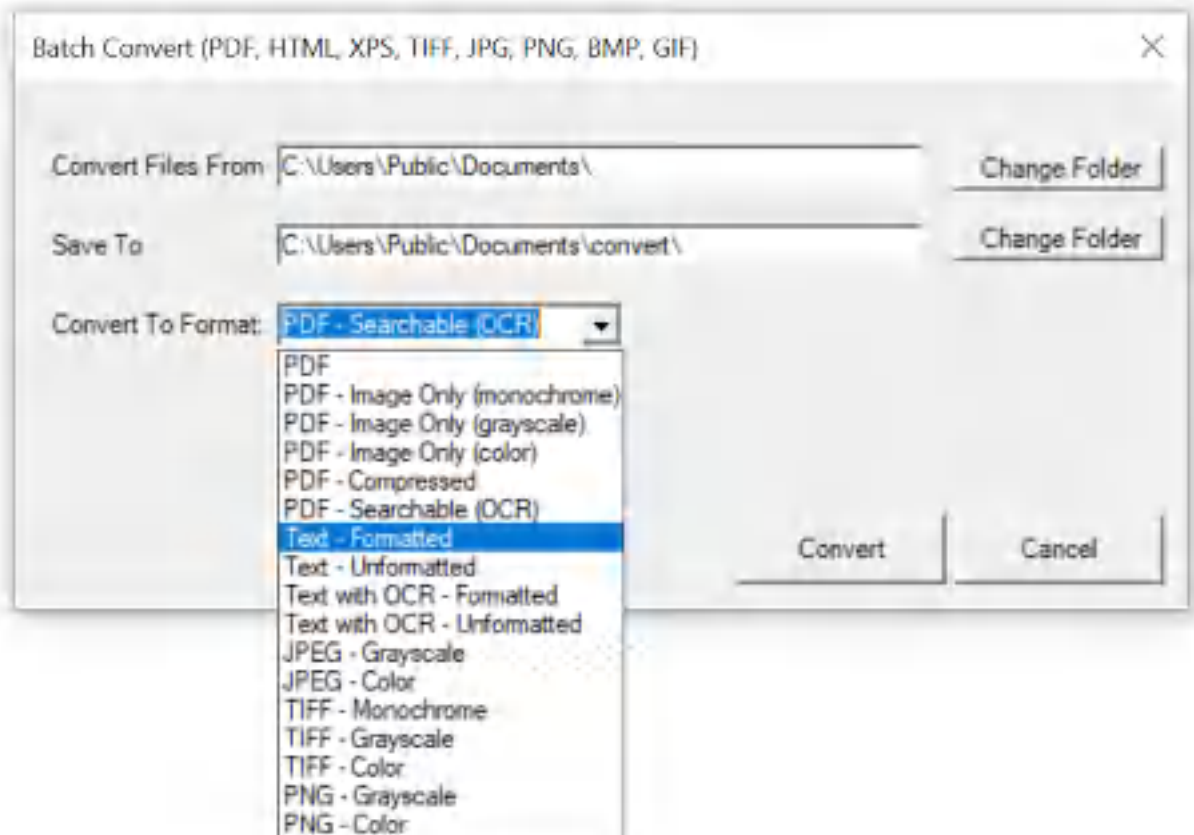 Batch Convert (PDF, HTML, XPS, TIFF, JPG, PNG, BMP, GIF)
Convert Files From C:\Users\Public\Documents\ Change Folder
Save To C:\Users\Public\Documents\convert\ Change Folder
Convert To Format: PDF - Searchable (OCR)
PDF
PDF - Image Only (monochrome)
PDF - Image Only (grayscale)
PDF - Image Only (color)
PDF - Compressed
PDF - Searchable (OCR)
Text - Formatted
Text - Unformatted
Text with OCR - Formatted
Text with OCR - Unformatted
JPEG - Grayscale
JPEG - Color
TIFF - Monochrome
TIFF - Grayscale
TIFF - Color
PNG - Grayscale
PNG - Color
Convert Cancel